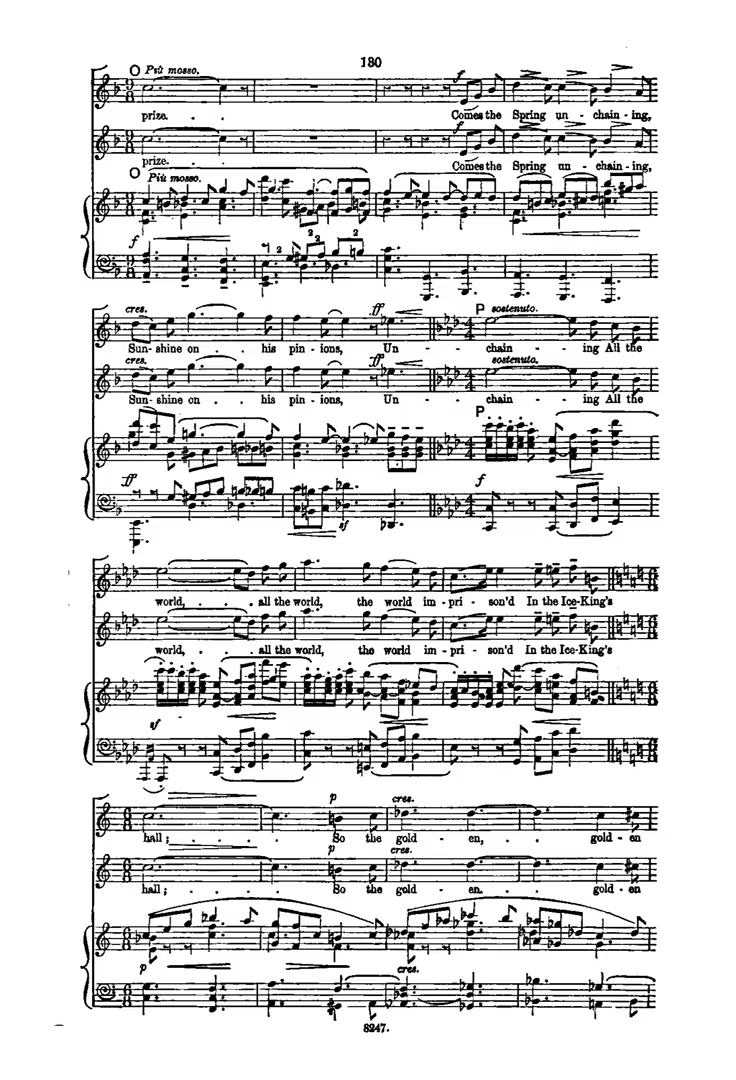 180
O Più mosso.
f
prize. . . Comes the Spring un - chain - ing,
f
prize. . . Comes the Spring un - chain - ing,
O Più mosso.
f
2 2 2
cres. ff P sostenuto.
Sun-shine on . . his pin - ions, Un - - chain - - ing All the
cres. ff sostenuto.
Sun-shine on . . his pin - ions, Un - - chain - - ing All the
P
ff sf f
world, . . . all the world, the world im - pri - son'd In the Ice-King's
world, . . . all the world, the world im - pri - son'd In the Ice-King's
sf
p cres.
hall ; . . . So the gold - en, . . gold - en
p cres.
hall ; . . . So the gold - en. . . gold - en
p cres.
8247.